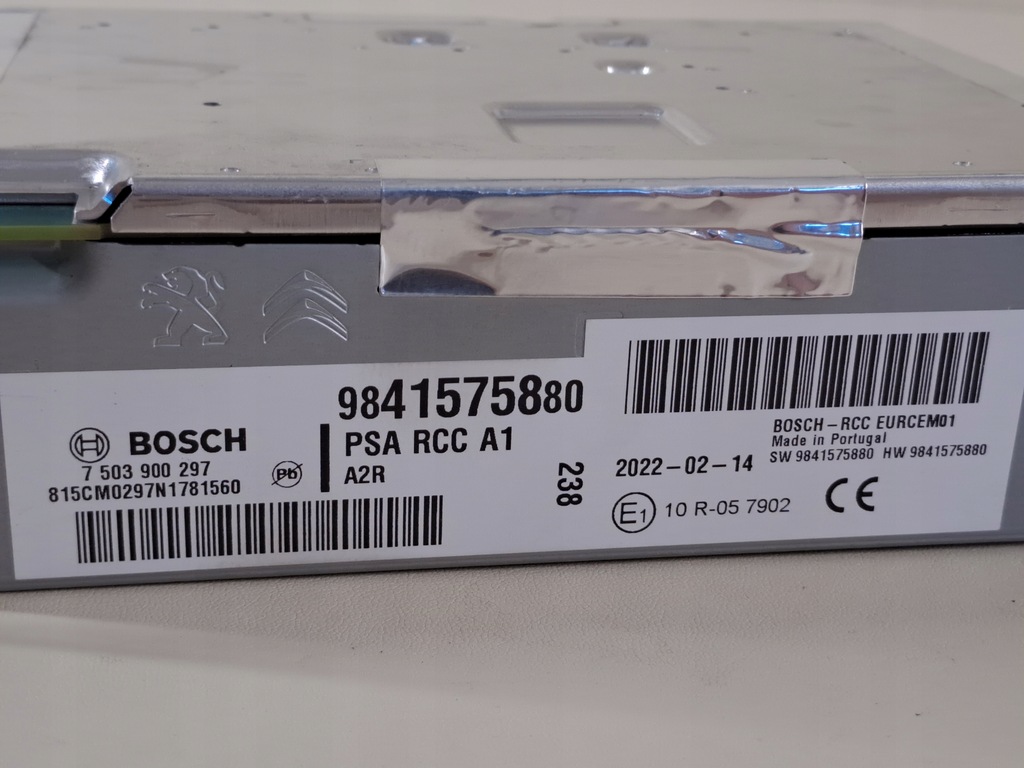 9841575880
BOSCH
7 503 900 297
Pb
815CM0297N1781560
PSA RCC A1
A2R
238
BOSCH-RCC EURCEM01
Made in Portugal
SW 9841575880 HW 9841575880
2022-02-14
E1 10 R-05 7902
CE